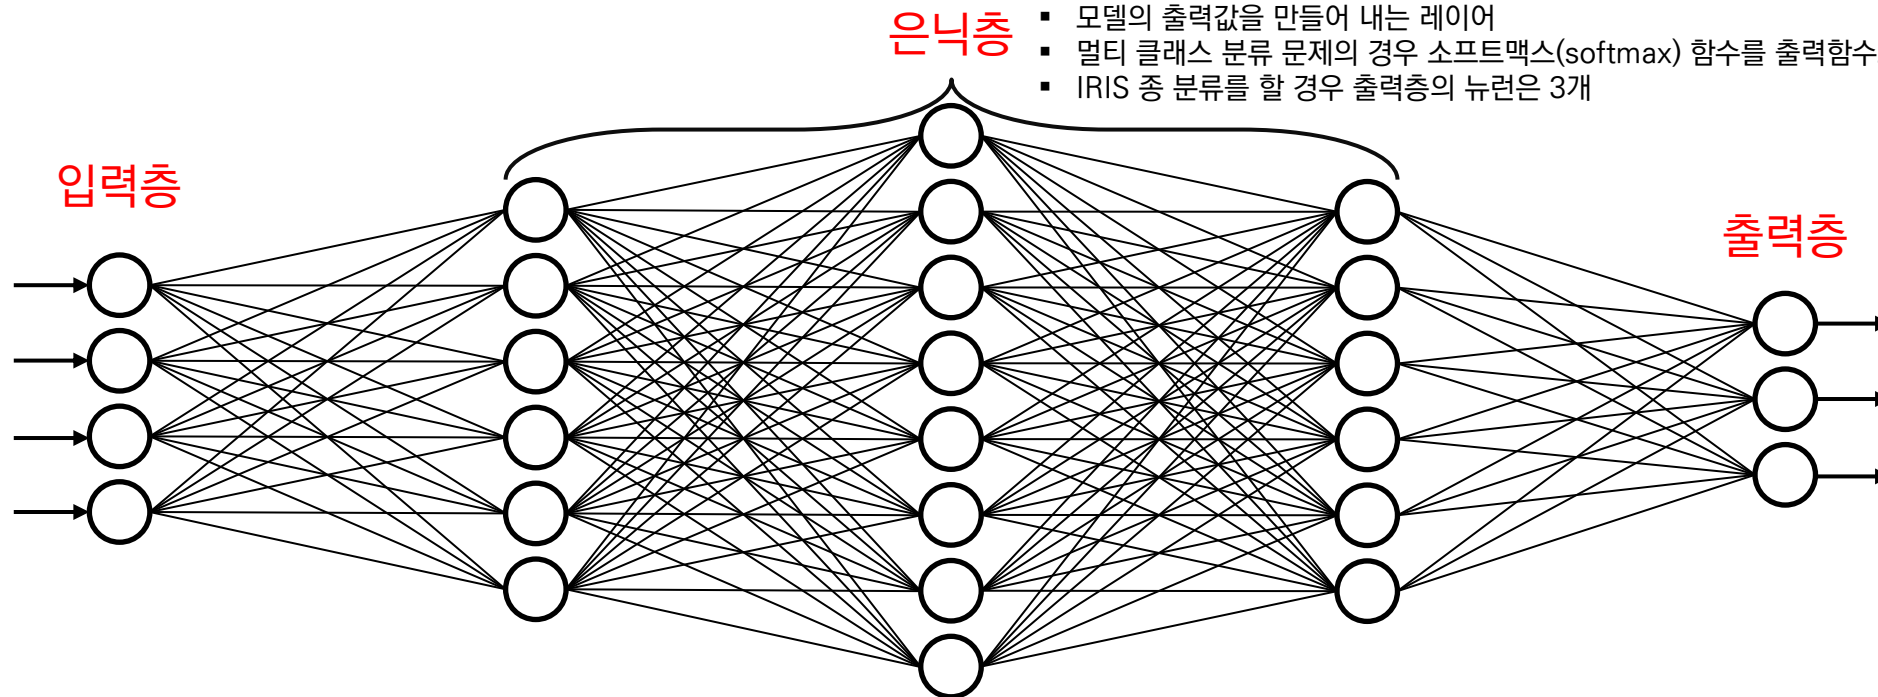 은닉층
▪ 모델의 출력값을 만들어 내는 레이어
▪ 멀티 클래스 분류 문제의 경우 소프트맥스(softmax) 함수를 출력함수
▪ IRIS 종 분류를 할 경우 출력층의 뉴런은 3개
입력층
출력층